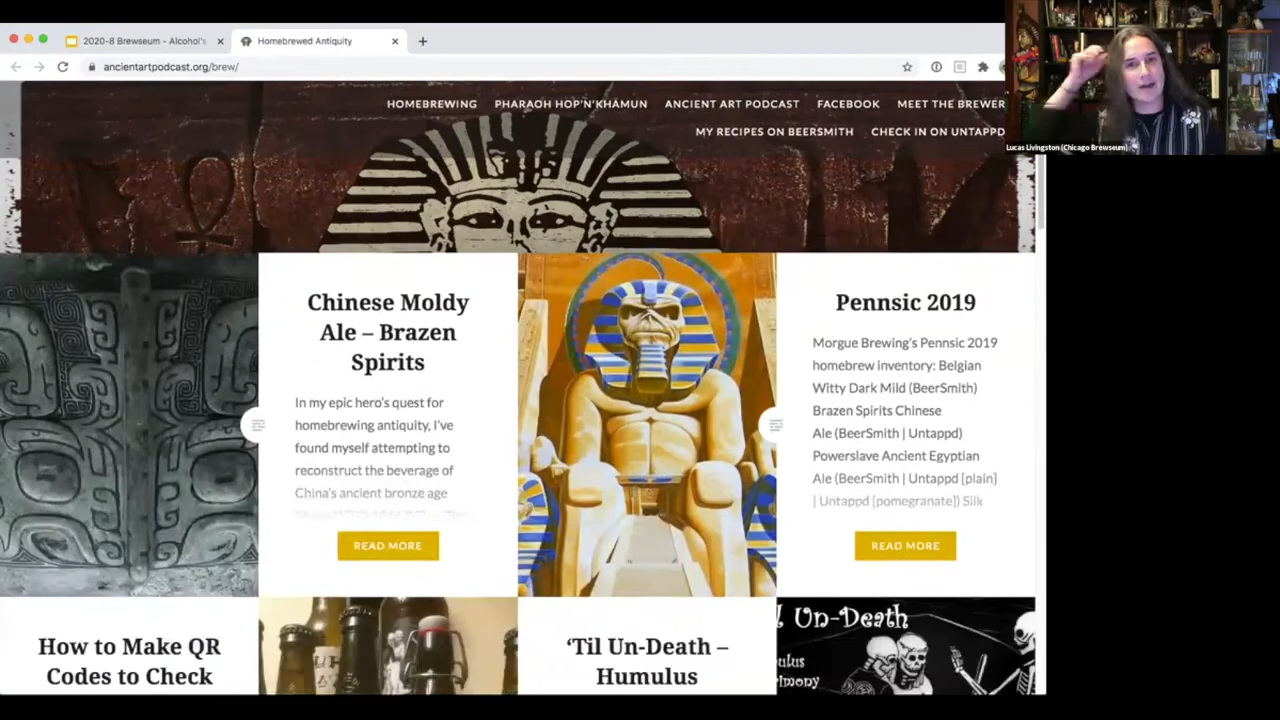 2020-8 Brewseum - Alcohol's
Homebrewed Antiquity
ancientartpodcast.org/brew/
HOMEBREWING
PHARAOH HOP'N'KHAMUN
ANCIENT ART PODCAST
FACEBOOK
MEET THE BREWER
MY RECIPES ON BEERSMITH
CHECK IN ON UNTAPPD
Lucas Livingston (Chicago Brewseum)
Chinese Moldy
Ale – Brazen
Spirits
In my epic hero's quest for
homebrewing antiquity, I've
found myself attempting to
reconstruct the beverage of
China's ancient bronze age
READ MORE
Pennsic 2019
Morgue Brewing's Pennsic 2019
homebrew inventory: Belgian
Witty Dark Mild (BeerSmith)
Brazen Spirits Chinese
Ale (BeerSmith | Untappd)
Powerslave Ancient Egyptian
Ale (BeerSmith | Untappd [plain]
| Untappd [pomegranate]) Silk
READ MORE
How to Make QR
Codes to Check
'Til Un-Death –
Humulus
l Un-Death
ulus
rimony